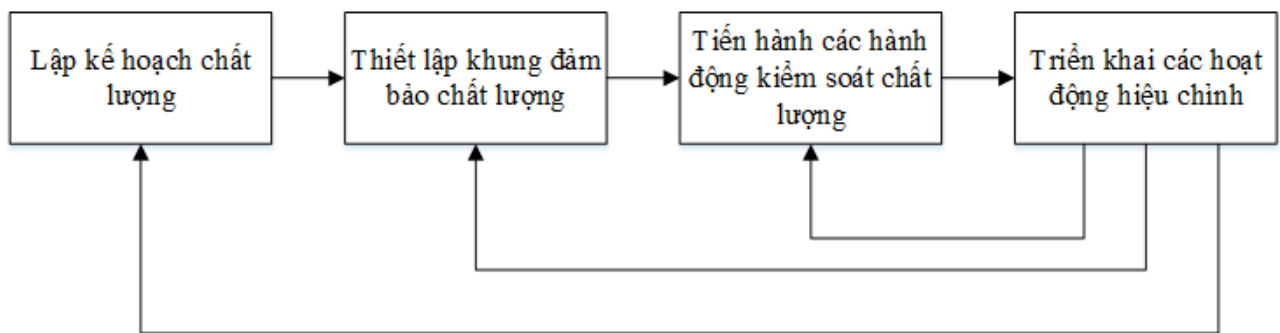 Lập kế hoạch chất
lượng
Thiết lập khung đảm
bảo chất lượng
Tiến hành các hành
động kiểm soát chất
lượng
Triển khai các hoạt
động hiệu chỉnh